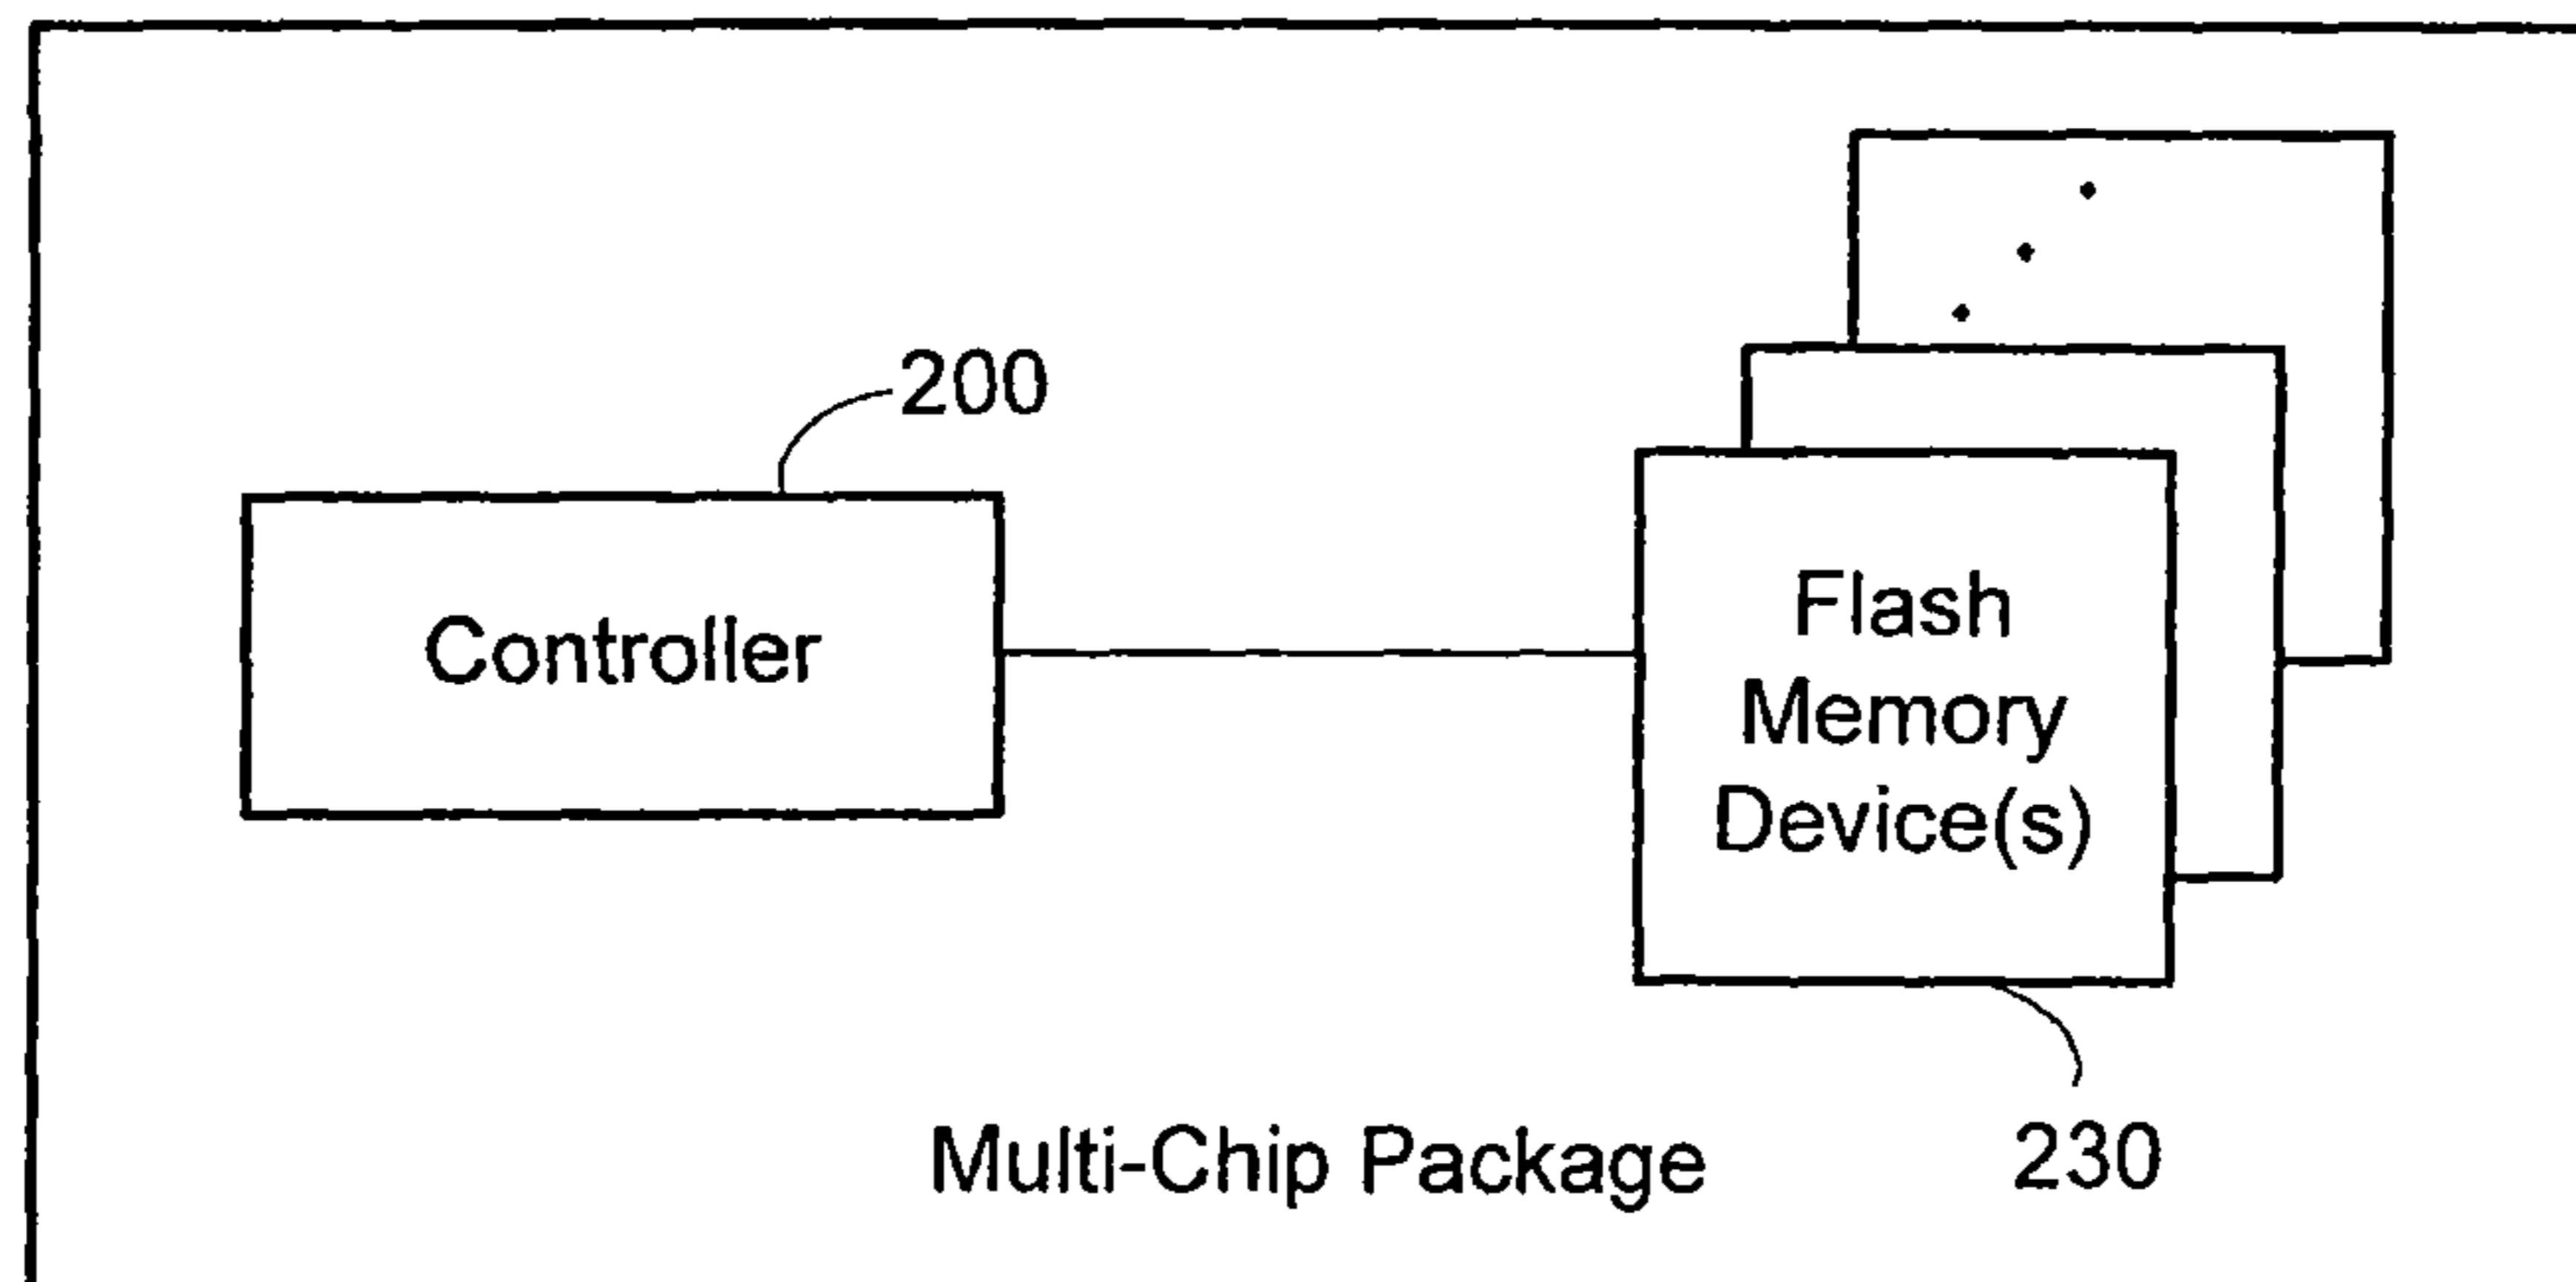 200
Controller
Flash
Memory
Device(s)
Multi-Chip Package
230